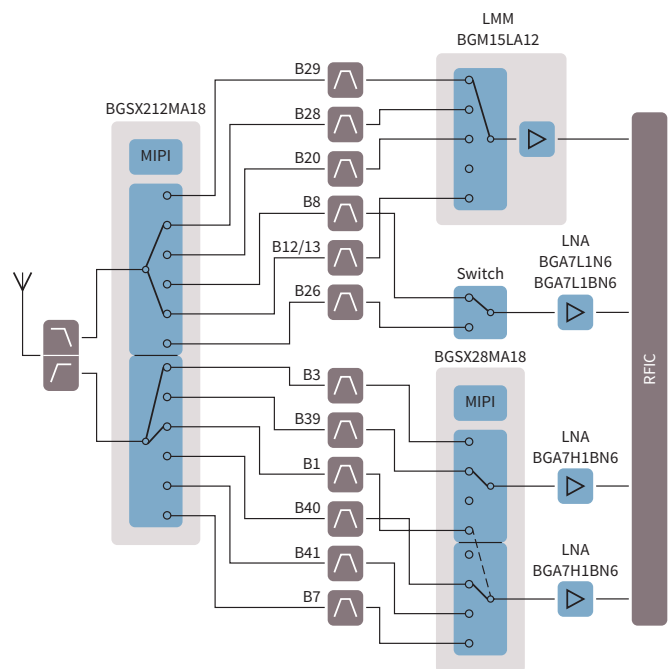 LMM
BGM15LA12
B29
BGSX212MA18
B28
MIPI
B20
B8
LNA
BGA7L1N6
BGA7L1BN6
B12/13
Switch
B26
BGSX28MA18
RFIC
B3
MIPI
B39
LNA
BGA7H1BN6
B1
B40
LNA
BGA7H1BN6
B41
B7